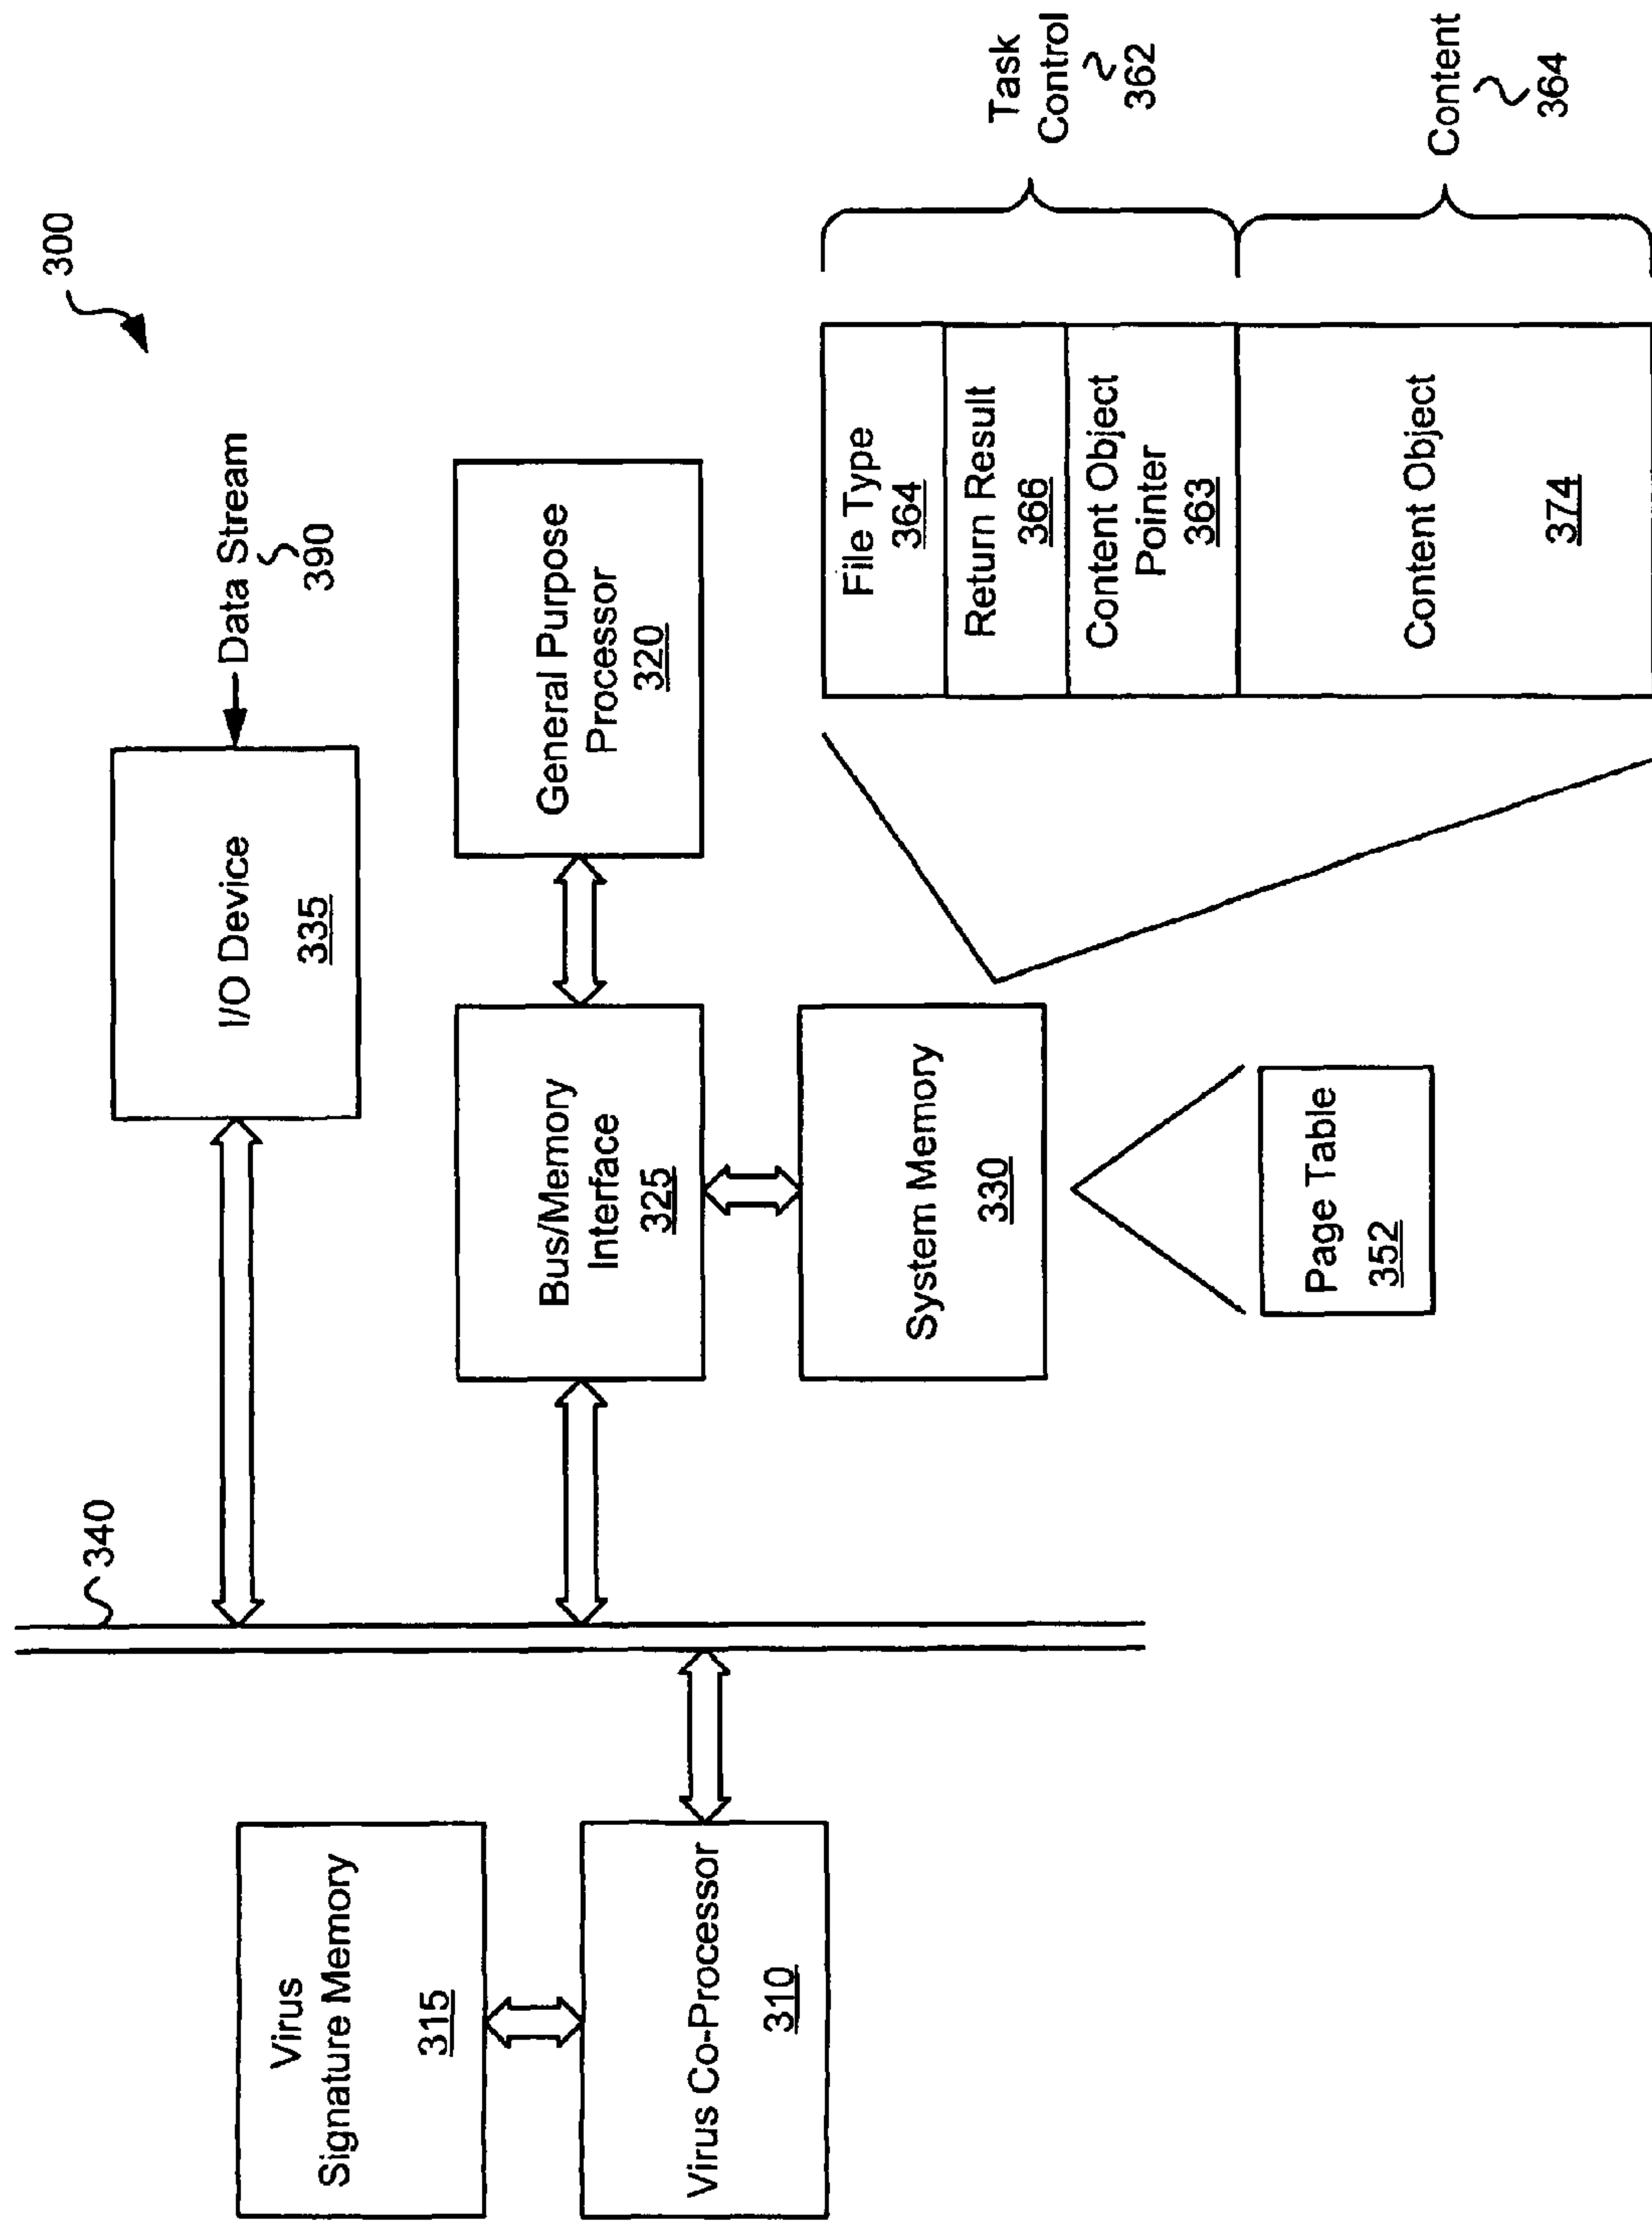 300
340
Data Stream
390
I/O Device
335
Virus
Signature Memory
315
Bus/Memory
Interface
325
General Purpose
Processor
320
Virus Co-Processor
310
System Memory
330
Page Table
352
File Type
364
Return Result
366
Content Object
Pointer
363
Content Object
374
Task
Control
362
Content
364